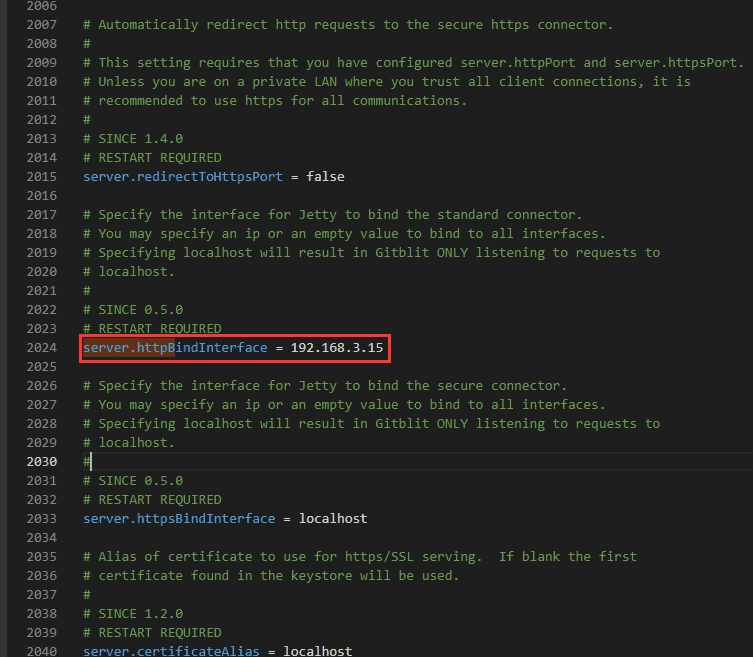 2006
2007 # Automatically redirect http requests to the secure https connector.
2008 #
2009 # This setting requires that you have configured server.httpPort and server.httpsPort.
2010 # Unless you are on a private LAN where you trust all client connections, it is
2011 # recommended to use https for all communications.
2012 #
2013 # SINCE 1.4.0
2014 # RESTART REQUIRED
2015 server.redirectToHttpsPort = false
2016
2017 # Specify the interface for Jetty to bind the standard connector.
2018 # You may specify an ip or an empty value to bind to all interfaces.
2019 # Specifying localhost will result in Gitblit ONLY listening to requests to
2020 # localhost.
2021 #
2022 # SINCE 0.5.0
2023 # RESTART REQUIRED
2024 server.httpBindInterface = 192.168.3.15
2025
2026 # Specify the interface for Jetty to bind the secure connector.
2027 # You may specify an ip or an empty value to bind to all interfaces.
2028 # Specifying localhost will result in Gitblit ONLY listening to requests to
2029 # localhost.
2030 #
2031 # SINCE 0.5.0
2032 # RESTART REQUIRED
2033 server.httpsBindInterface = localhost
2034
2035 # Alias of certificate to use for https/SSL serving.  If blank the first
2036 # certificate found in the keystore will be used.
2037 #
2038 # SINCE 1.2.0
2039 # RESTART REQUIRED
2040 server.certificateAlias = localhost